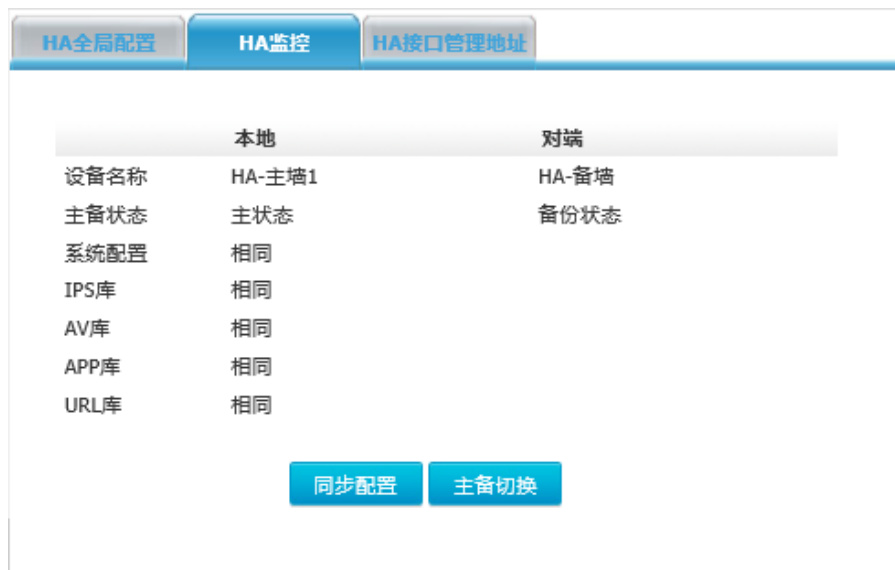 HA全局配置 HA监控 HA接口管理地址
本地 对端
设备名称 HA-主墙1 HA-备墙
主备状态 主状态 备份状态
系统配置 相同
IPS库 相同
AV库 相同
APP库 相同
URL库 相同
同步配置 主备切换